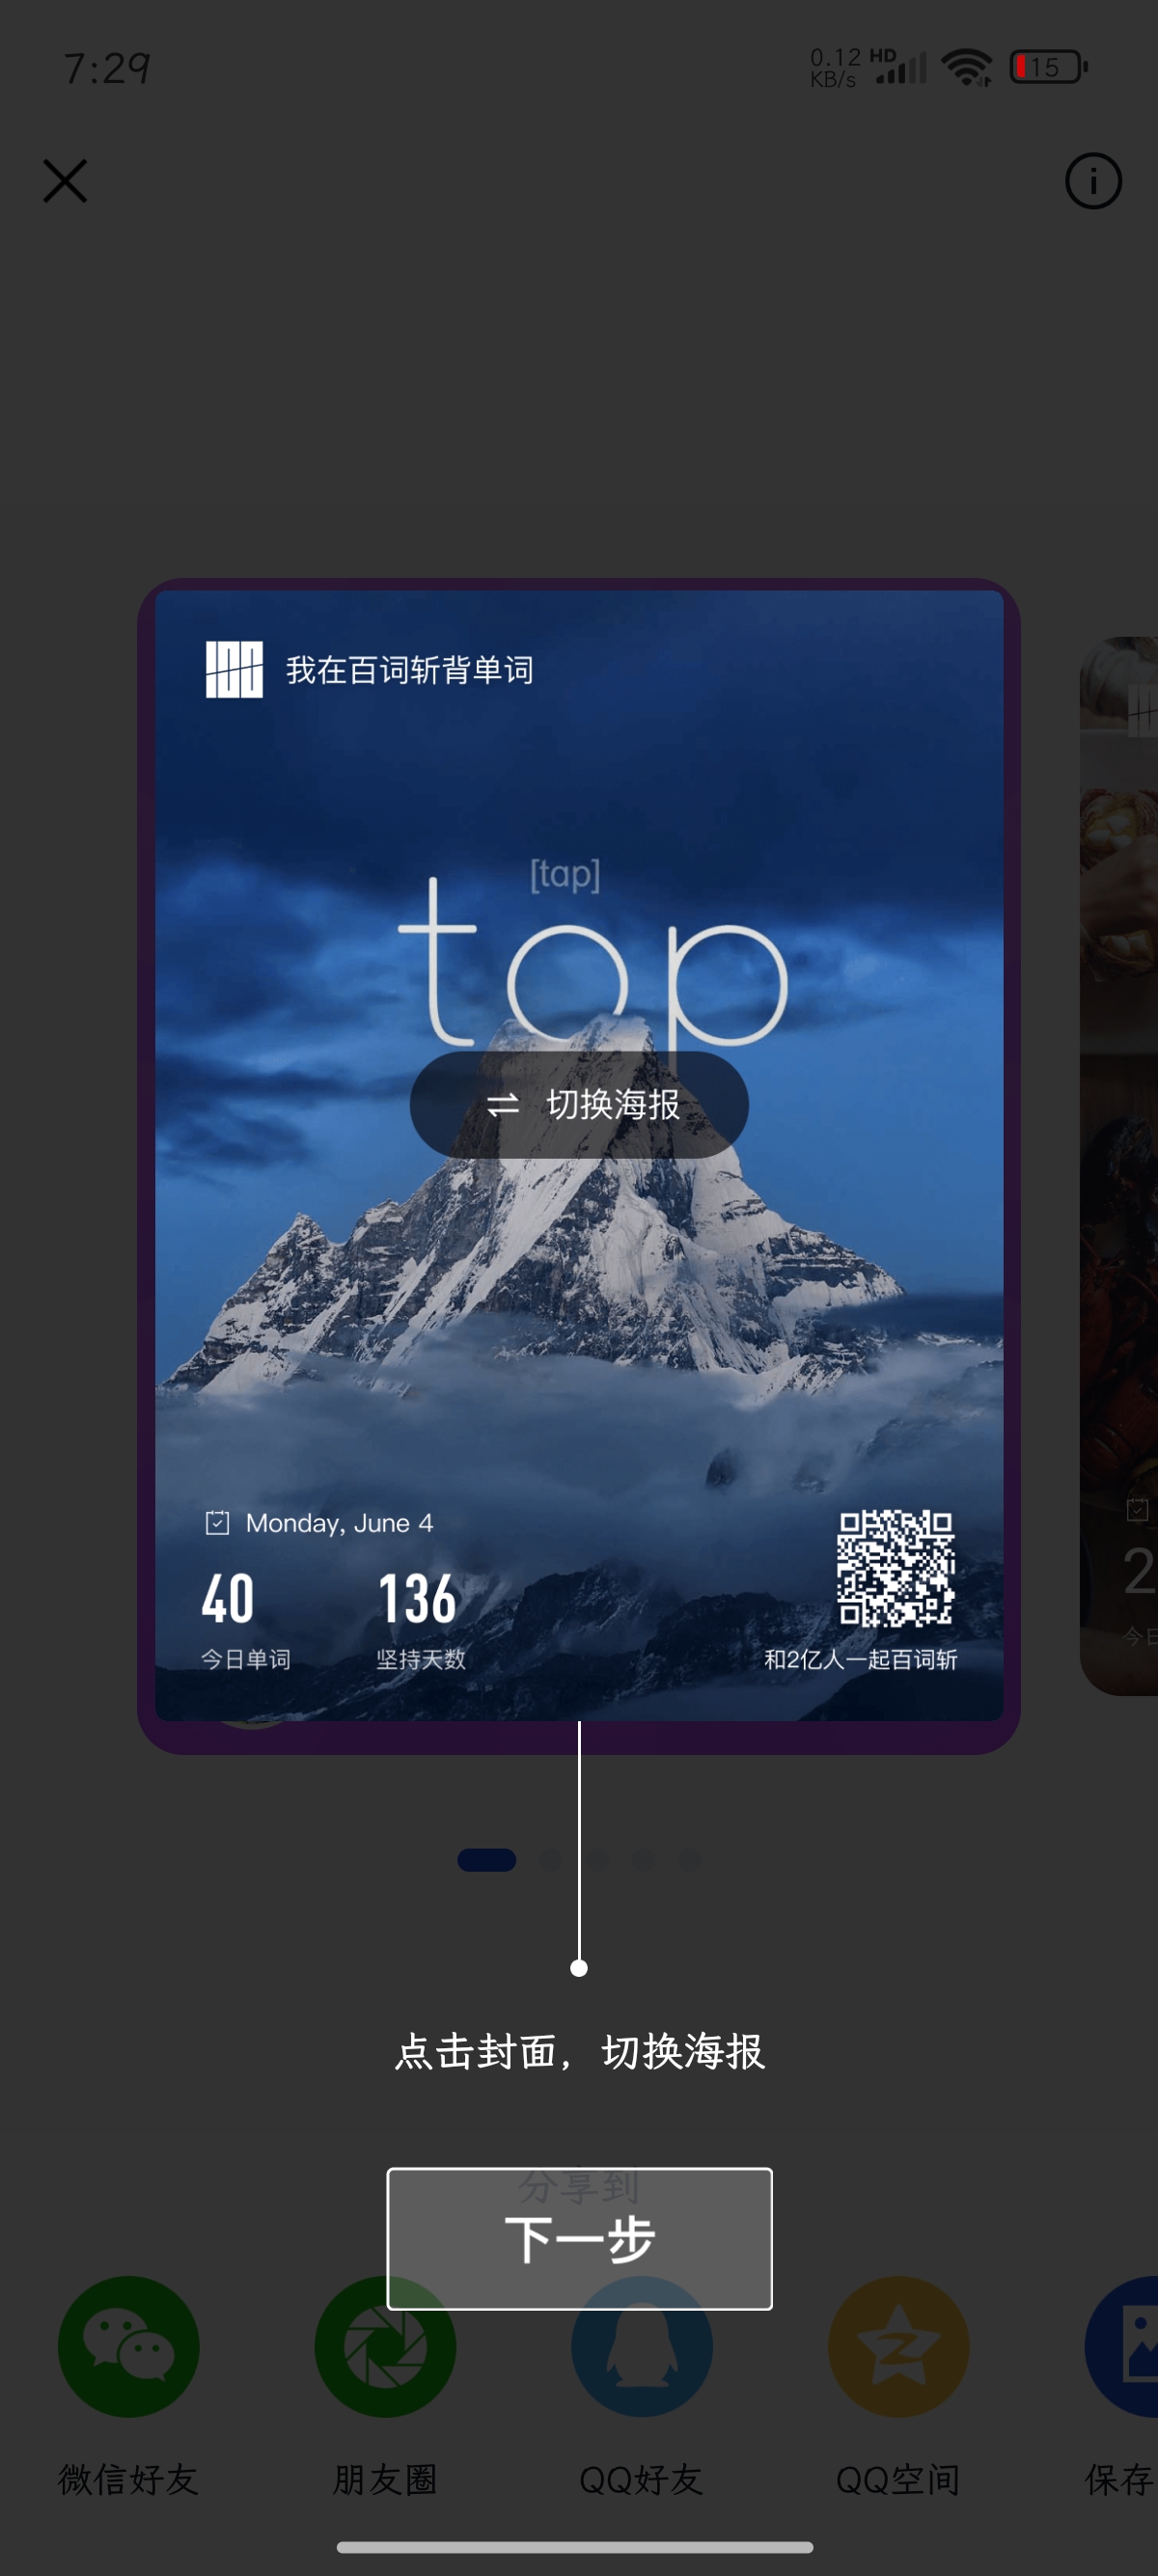 7:29
0.12 KB/s HD 15
我在百词斩背单词
[tap]
top
切换海报
Monday, June 4
40 136
今日单词 坚持天数
和2亿人一起百词斩
2
点击封面，切换海报
分享到
下一步
微信好友 朋友圈 QQ好友 QQ空间 保存